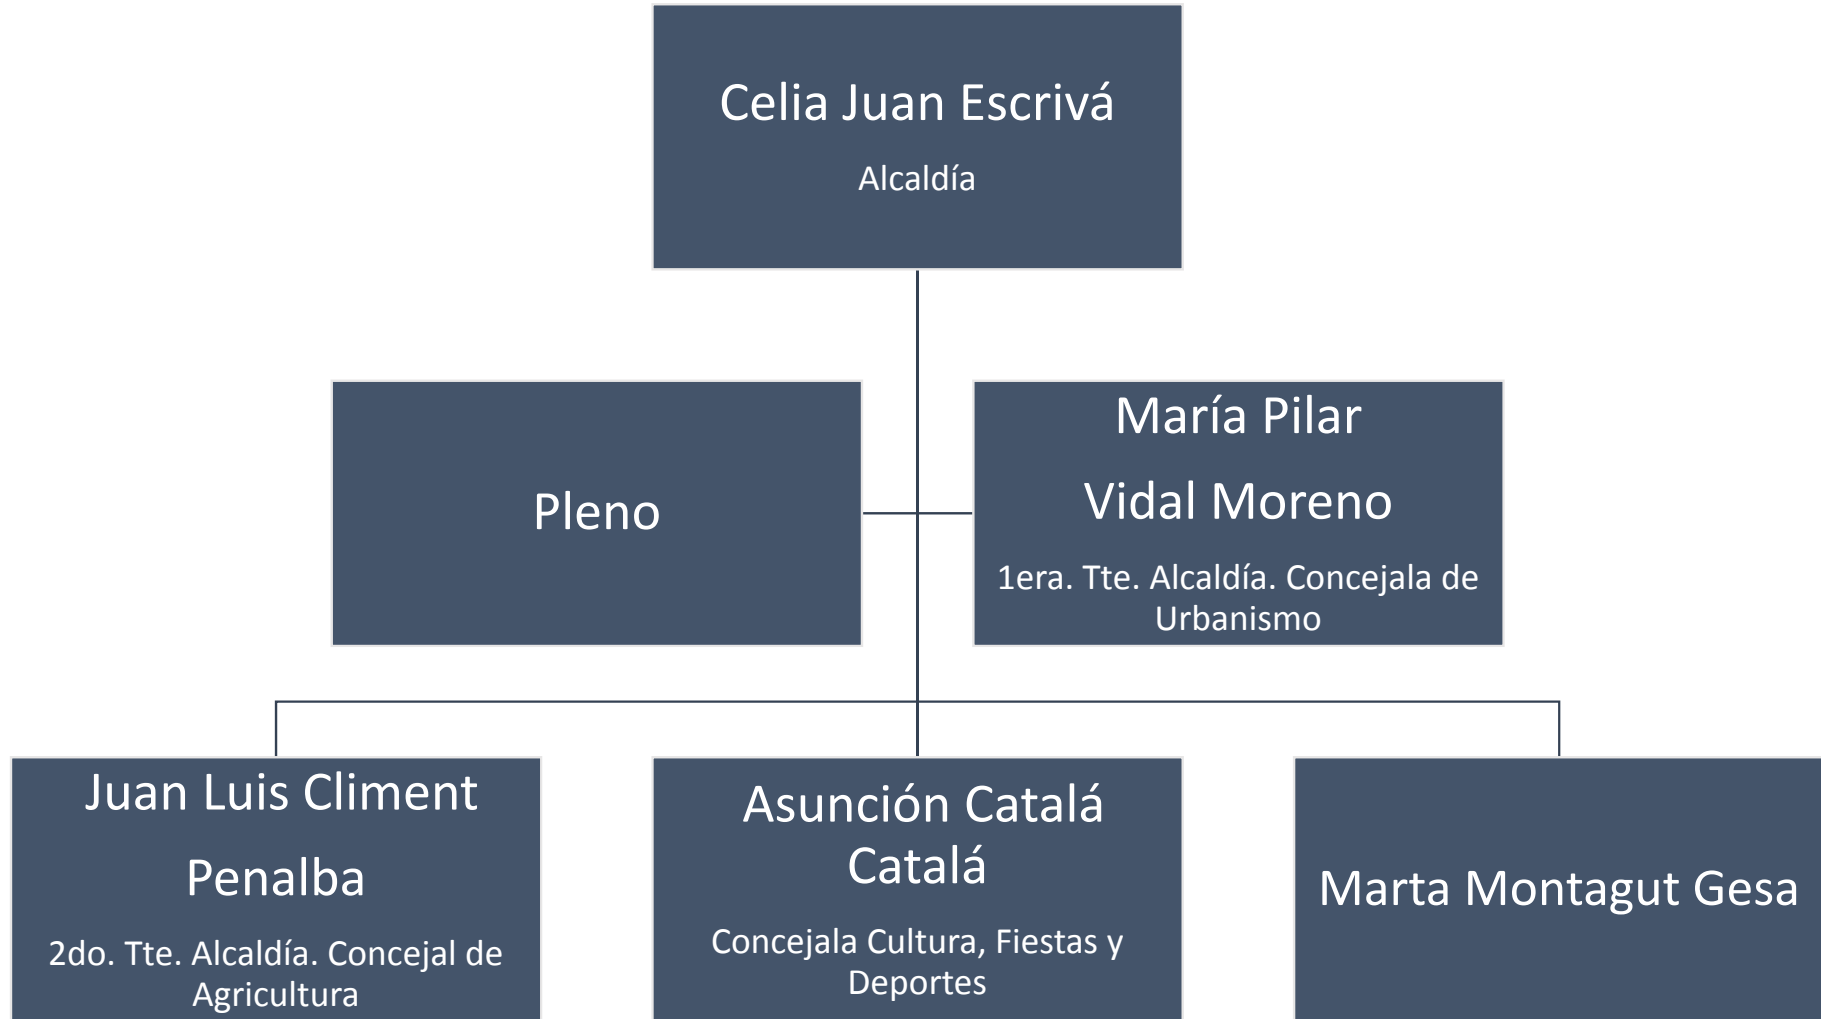 Celia Juan Escrivá
Alcaldía
Pleno
María Pilar
Vidal Moreno
1era. Tte. Alcaldía. Concejala de
Urbanismo
Juan Luis Climent
Penalba
2do. Tte. Alcaldía. Concejal de
Agricultura
Asunción Catalá
Catalá
Concejala Cultura, Fiestas y
Deportes
Marta Montagut Gesa